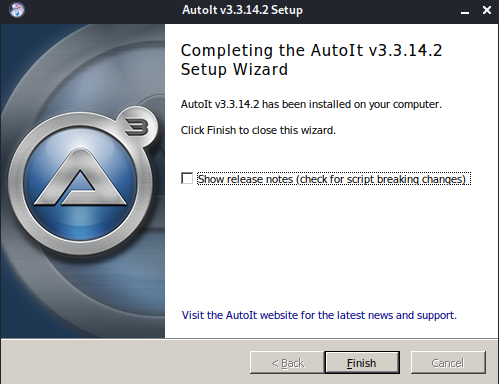 AutoIt v3.3.14.2 Setup
Completing the AutoIt v3.3.14.2
Setup Wizard
AutoIt v3.3.14.2 has been installed on your computer.
Click Finish to close this wizard.
3
Show release notes (check for script breaking changes)
Visit the AutoIt website for the latest news and support.
< Back
Finish
Cancel